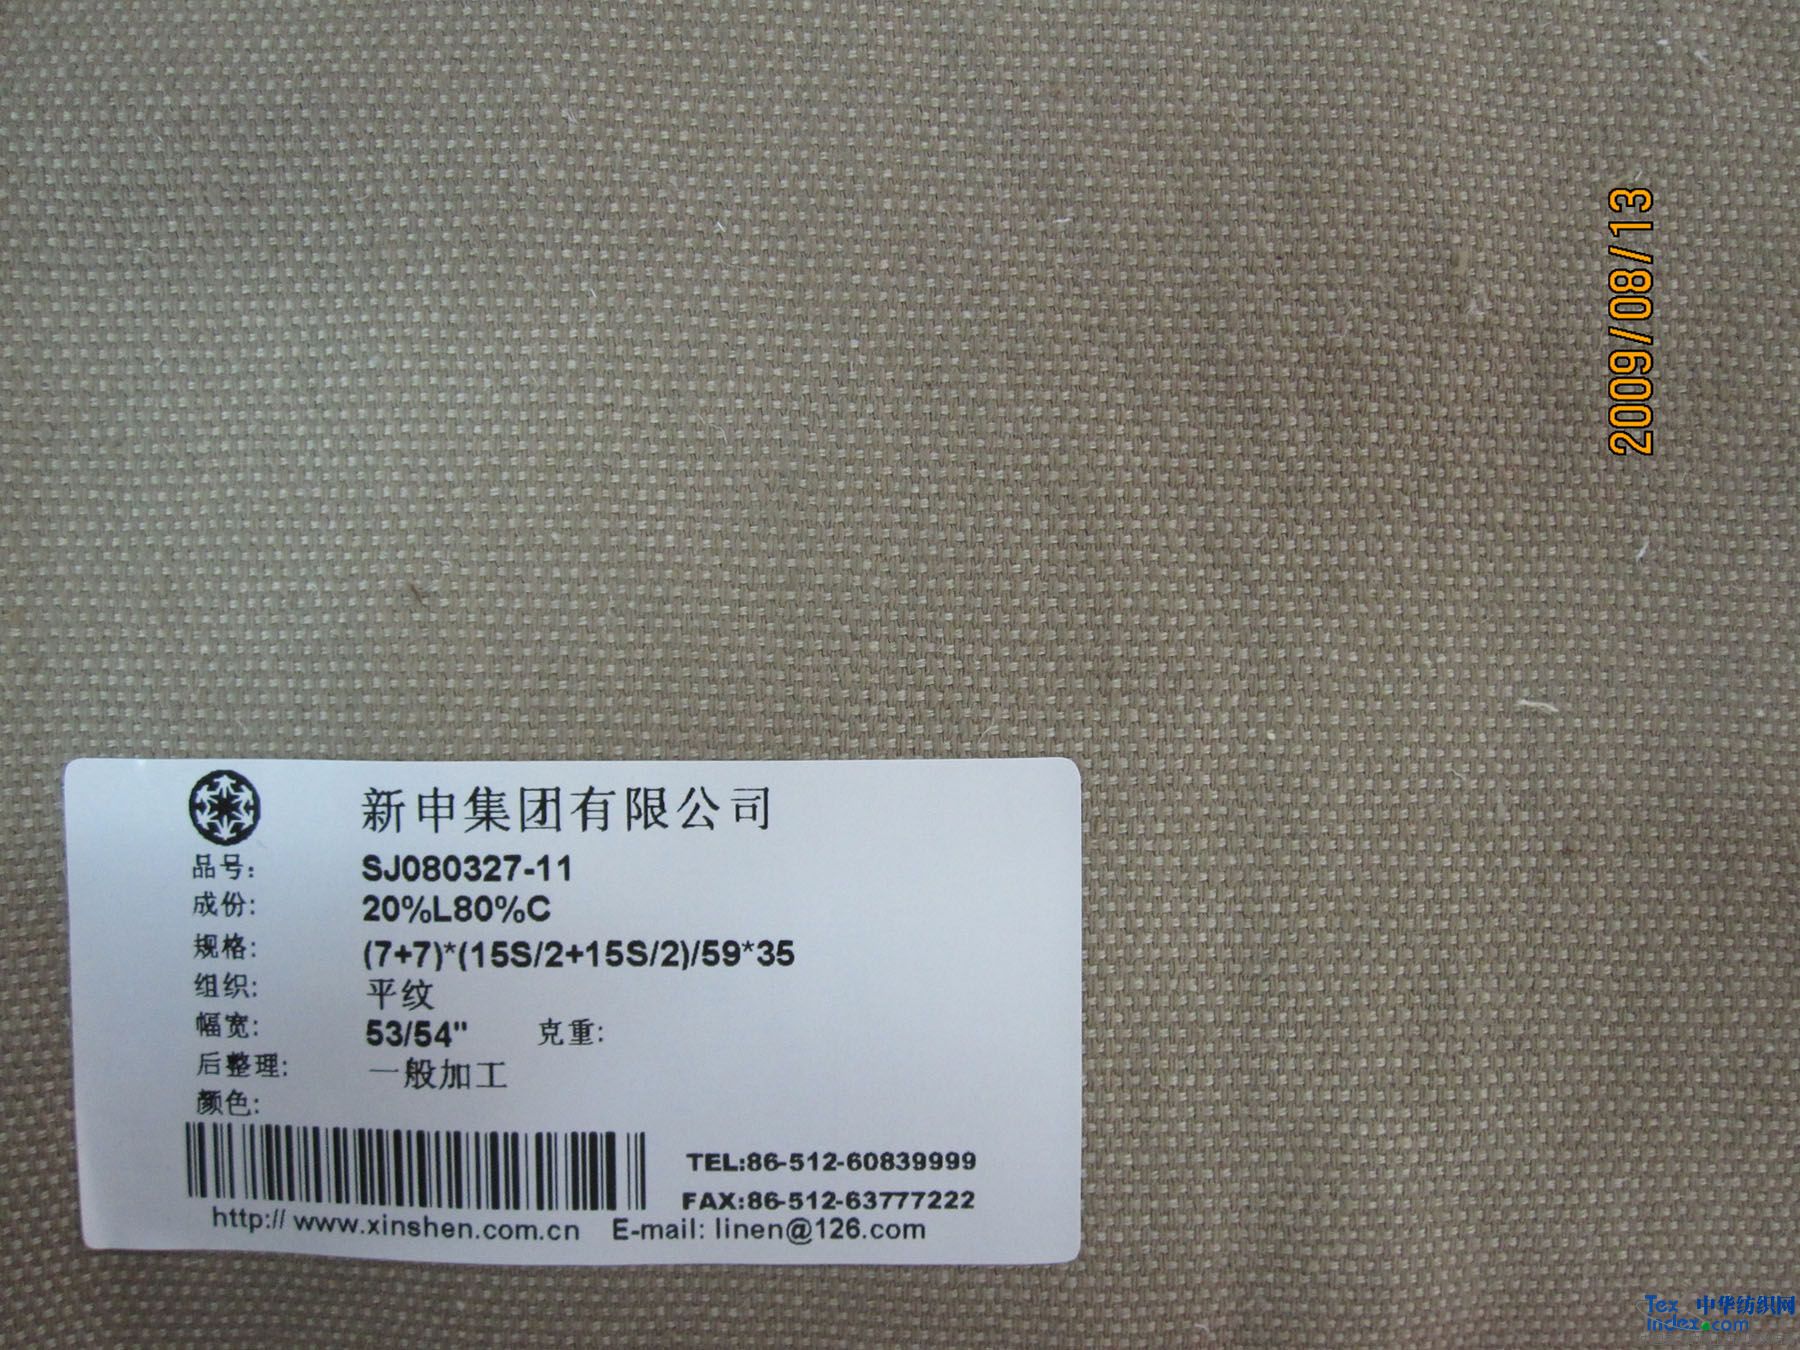 2009/08/13
新申集团有限公司
品号: SJ080327-11
成份: 20%L80%C
规格: (7+7)*(15S/2+15S/2)/59*35
组织: 平纹
幅宽: 53/54" 克重:
后整理: 一般加工
颜色:
TEL:86-512-60839999
FAX:86-512-63777222
http:// www.xinshen.com.cn E-mail: linen@126.com
Tex 中华纺织网
index.com